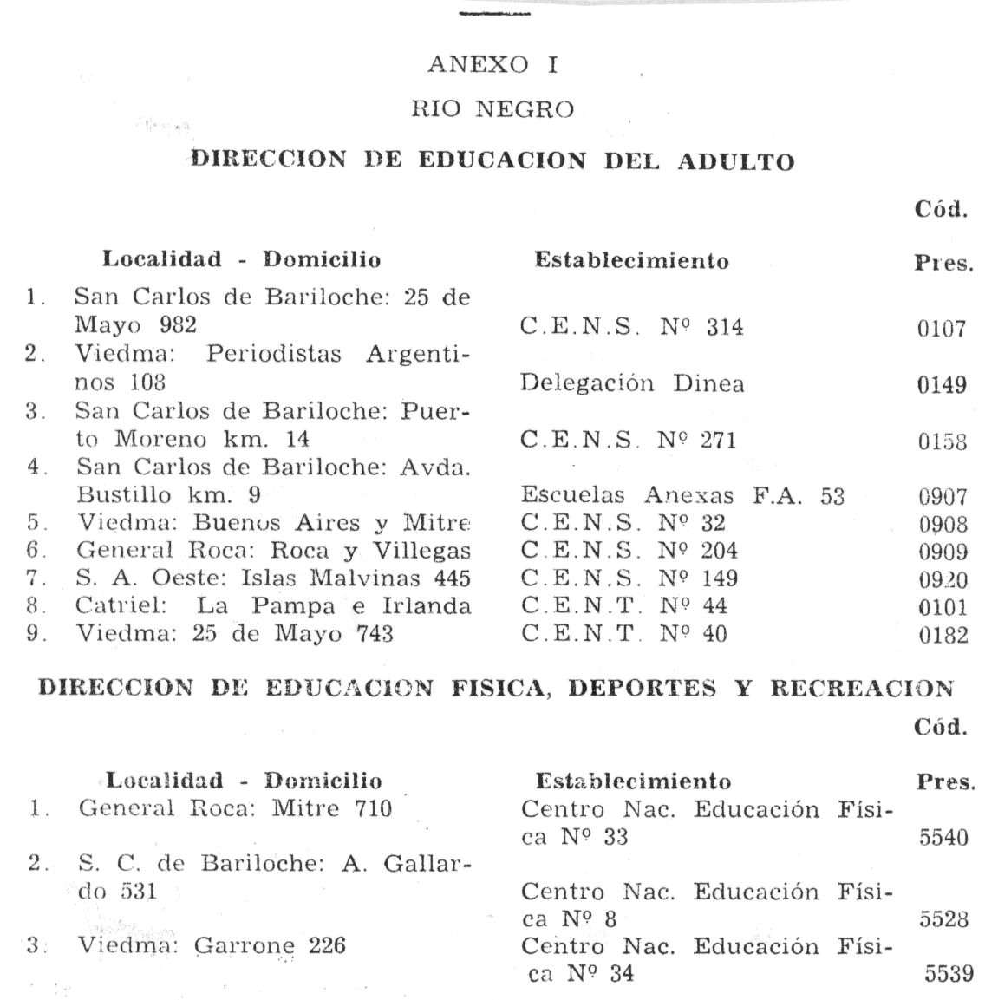 ANEXO I
RIO NEGRO
DIRECCION DE EDUCACION DEL ADULTO
Cód.
Localidad - Domicilio Establecimiento Pres.
1. San Carlos de Bariloche: 25 de
Mayo 982 C.E.N.S. Nº 314 0107
2. Viedma: Periodistas Argenti-
nos 108 Delegación Dinea 0149
3. San Carlos de Bariloche: Puer-
to Moreno km. 14 C.E.N.S. Nº 271 0158
4. San Carlos de Bariloche: Avda.
Bustillo km. 9 Escuelas Anexas F.A. 53 0907
5. Viedma: Buenos Aires y Mitre C.E.N.S. Nº 32 0908
6. General Roca: Roca y Villegas C.E.N.S. Nº 204 0909
7. S. A. Oeste: Islas Malvinas 445 C.E.N.S. Nº 149 0920
8. Catriel: La Pampa e Irlanda C.E.N.T. Nº 44 0101
9. Viedma: 25 de Mayo 743 C.E.N.T. Nº 40 0182
DIRECCION DE EDUCACION FISICA, DEPORTES Y RECREACION
Cód.
Localidad - Domicilio Establecimiento Pres.
1. General Roca: Mitre 710 Centro Nac. Educación Físi-
ca Nº 33 5540
2. S. C. de Bariloche: A. Gallar-
do 531 Centro Nac. Educación Físi-
ca Nº 8 5528
3. Viedma: Garrone 226 Centro Nac. Educación Físi-
ca Nº 34 5539